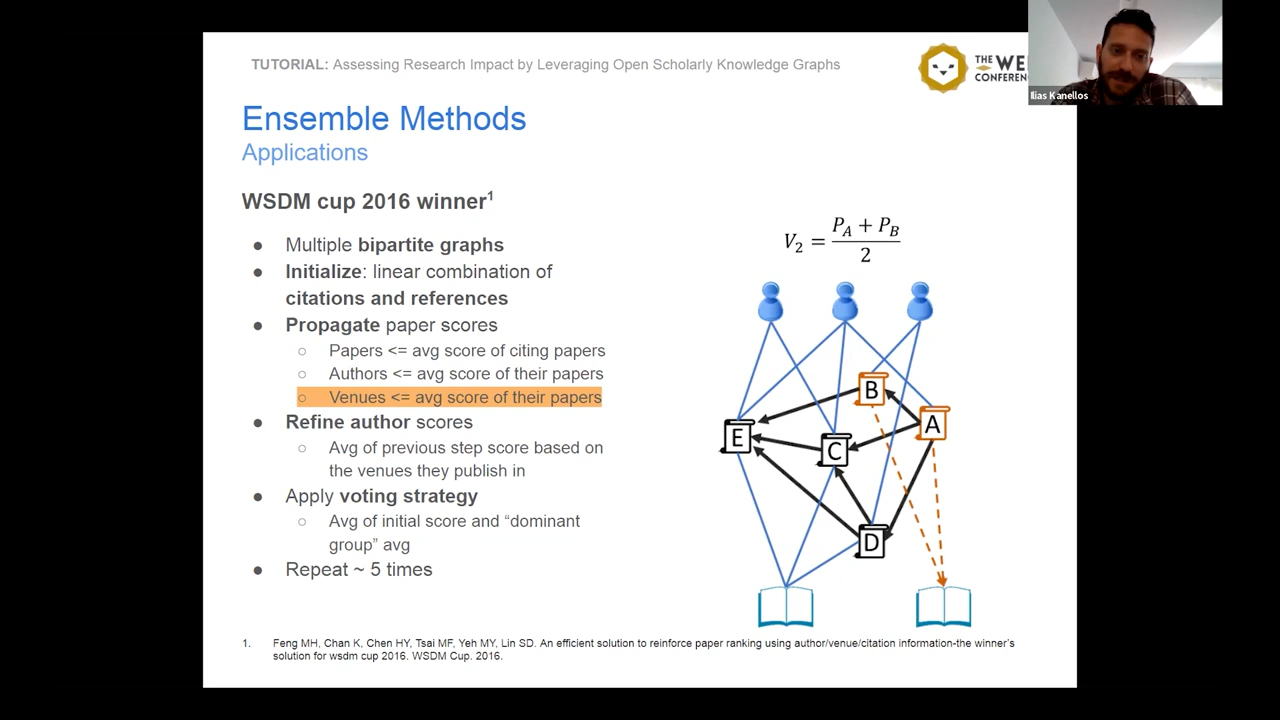 TUTORIAL: Assessing Research Impact by Leveraging Open Scholarly Knowledge Graphs
THE WE
CONFERENC
Ilias Kanellos
Ensemble Methods
Applications
WSDM cup 2016 winner1
● Multiple bipartite graphs
● Initialize: linear combination of
citations and references
● Propagate paper scores
○ Papers <= avg score of citing papers
○ Authors <= avg score of their papers
○ Venues <= avg score of their papers
● Refine author scores
○ Avg of previous step score based on
the venues they publish in
● Apply voting strategy
○ Avg of initial score and “dominant
group” avg
● Repeat ~ 5 times
V2 = (PA + PB) / 2
B
A
E
C
D
1. Feng MH, Chan K, Chen HY, Tsai MF, Yeh MY, Lin SD. An efficient solution to reinforce paper ranking using author/venue/citation information-the winner’s
solution for wsdm cup 2016. WSDM Cup. 2016.